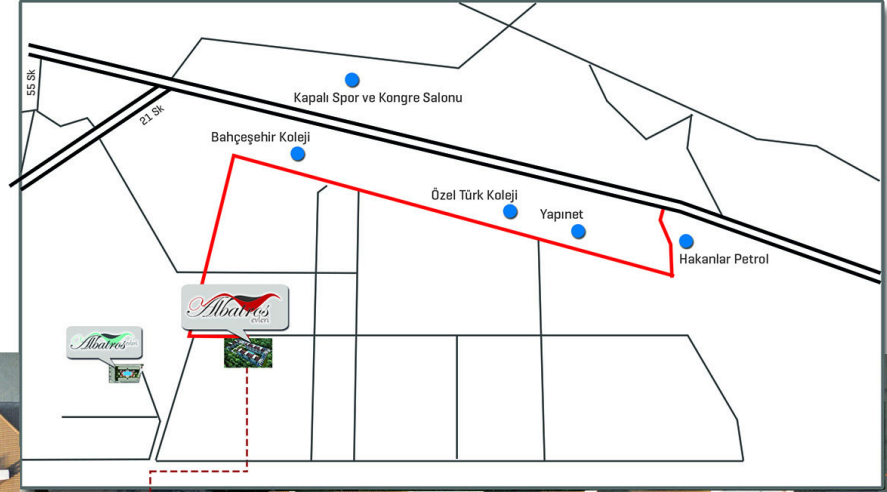 55 Sk
21 Sk
Kapalı Spor ve Kongre Salonu
Bahçeşehir Koleji
Özel Türk Koleji
Yapınet
Hakanlar Petrol
Albatros
evleri
Albatros
evleri